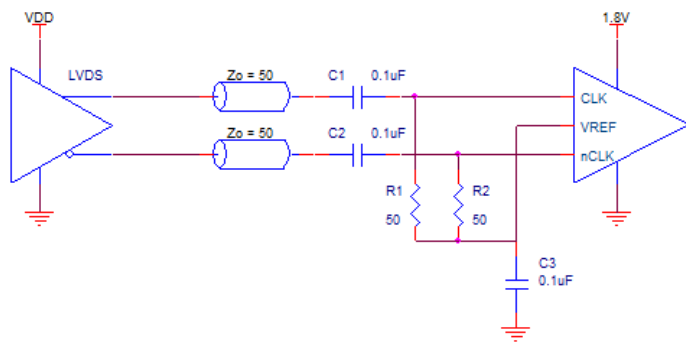 VDD
1.8V
LVDS
Zo = 50
C1
0.1uF
CLK
Zo = 50
C2
0.1uF
VREF
nCLK
R1
R2
50
50
C3
0.1uF